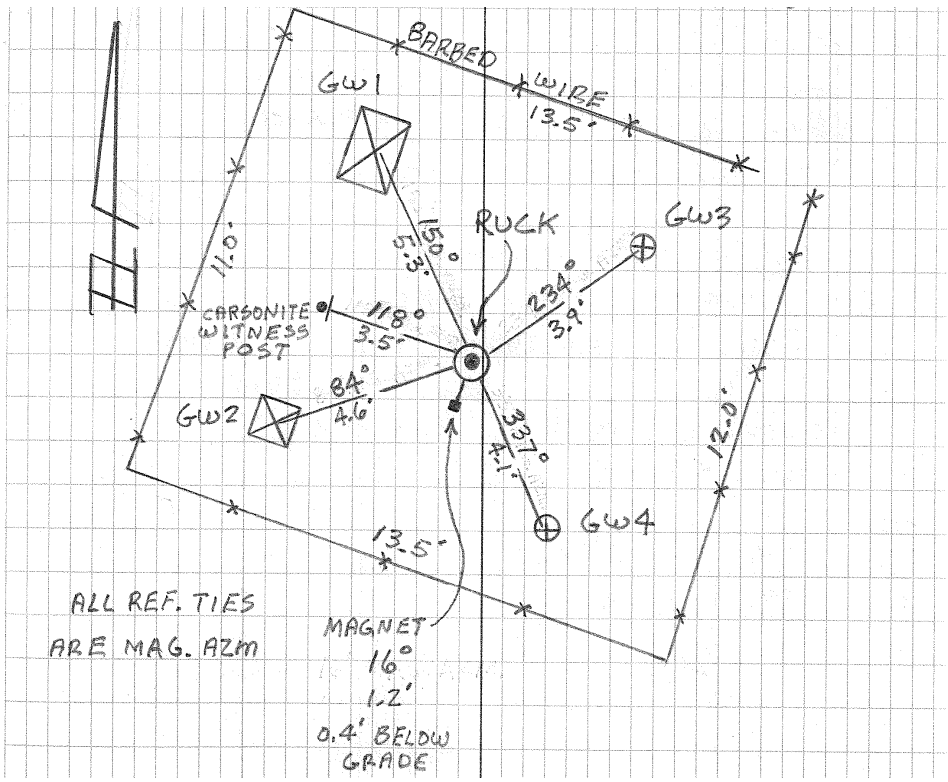 BARBED
WIRE
13.5'
GW1
RUCK
GW3
150°
5.3'
11.0'
234°
3.9'
CARSONITE
WITNESS
POST
118°
3.5'
84°
4.6'
GW2
337°
4.1'
12.0'
GW4
13.5'
ALL REF. TIES
ARE MAG. AZM
MAGNET
16°
1.2'
0.4' BELOW
GRADE